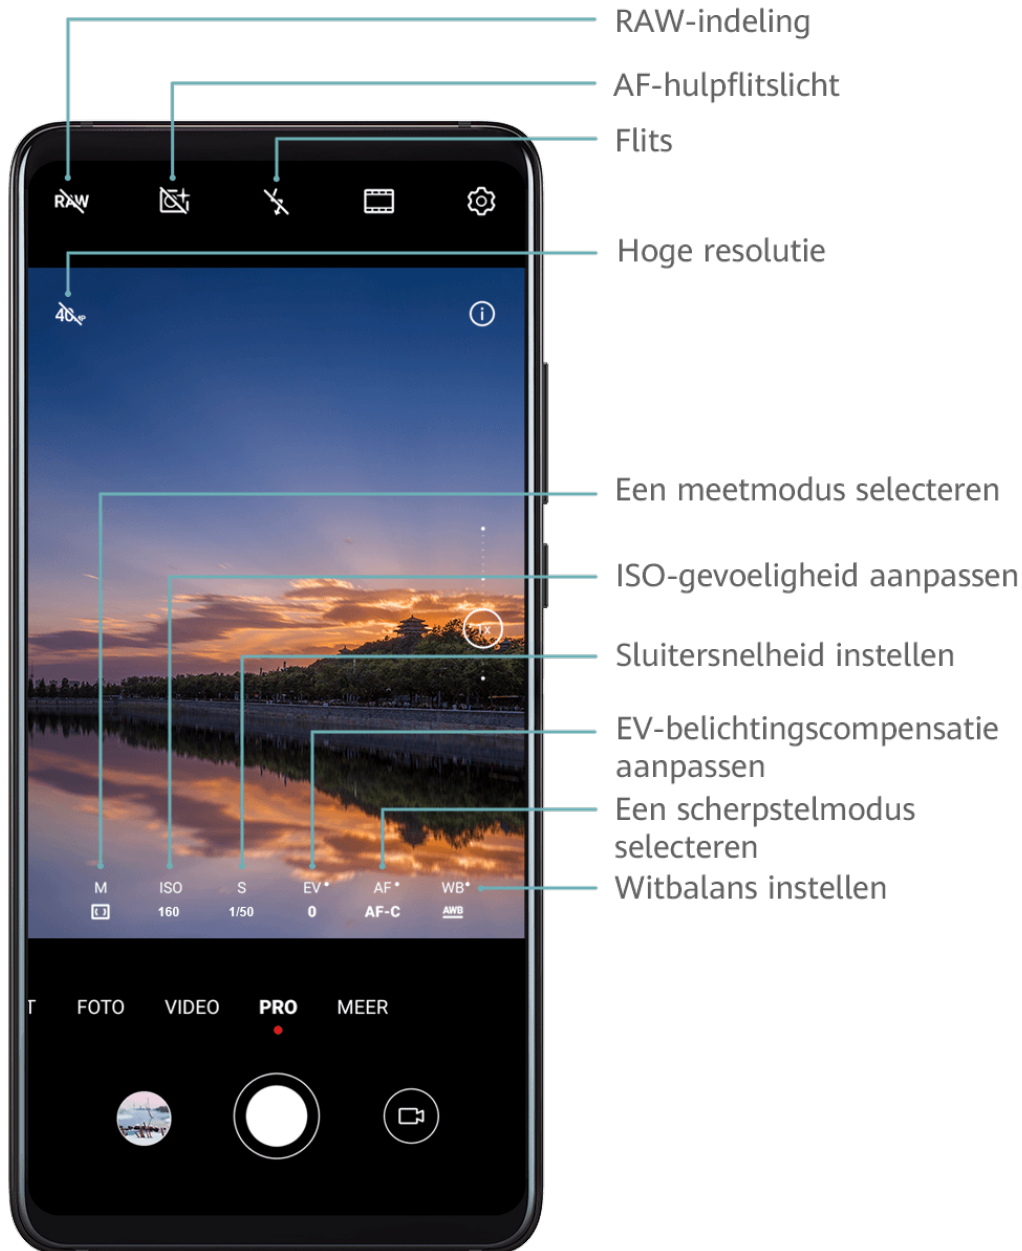 RAW-indeling
AF-hulpflitslicht
Flits
RAW
Hoge resolutie
40MP
Een meetmodus selecteren
ISO-gevoeligheid aanpassen
1x
Sluitersnelheid instellen
EV-belichtingscompensatie
aanpassen
Een scherpstelmodus
selecteren
Witbalans instellen
M ISO S EV AF WB
160 1/50 0 AF-C AWB
T FOTO VIDEO PRO MEER